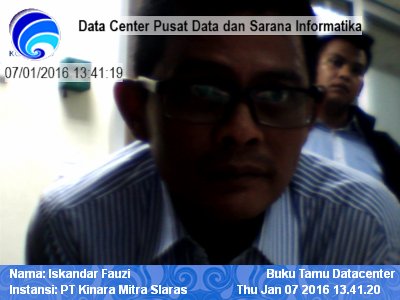 Data Center Pusat Data dan Sarana Informatika
07/01/2016 13:41:19
Nama: Iskandar Fauzi
Buku Tamu Datacenter
Instansi: PT Kinara Mitra Slaras
Thu Jan 07 2016 13.41.20